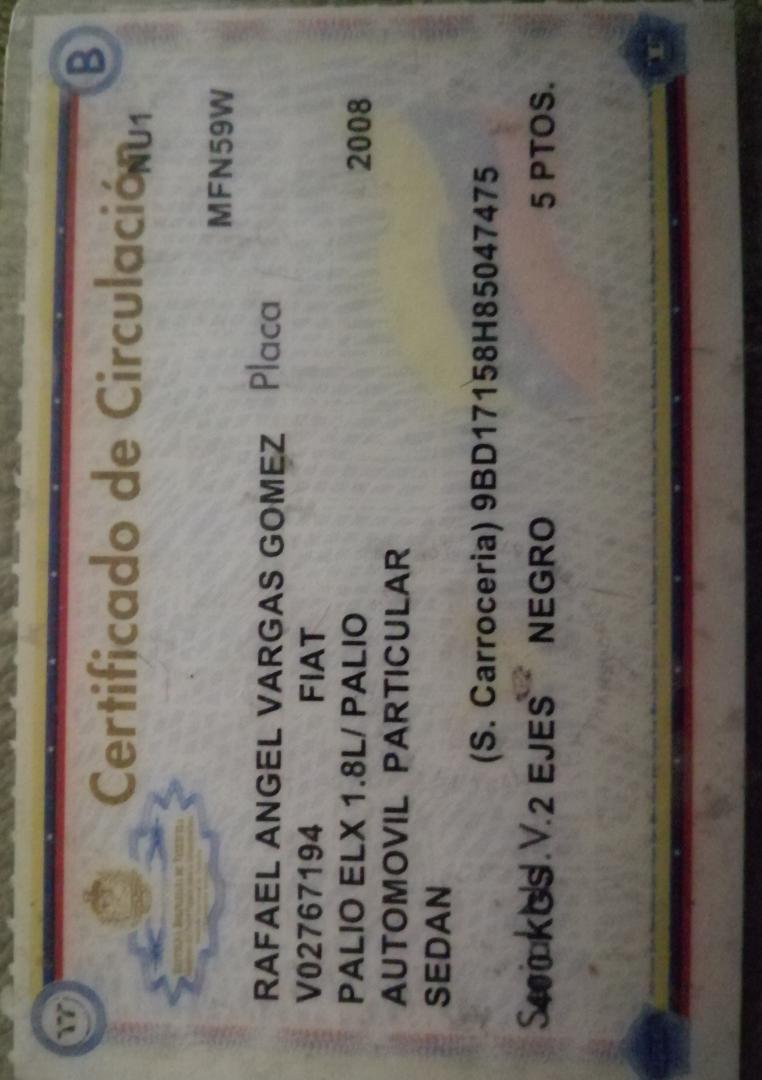 B
Certificado de Circulación
NU1
MFN59W
RAFAEL ANGEL VARGAS GOMEZ Placa
V02767194 FIAT
PALIO ELX 1.8L/ PALIO 2008
AUTOMOVIL PARTICULAR
SEDAN
(S. Carroceria) 9BD17158H85047475
400 KGS 2 EJES NEGRO 5 PTOS.